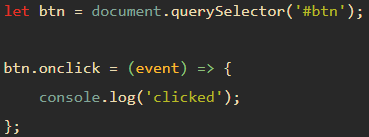 let btn = document.querySelector('#btn');
btn.onclick = (event) => {
    console.log('clicked');
};